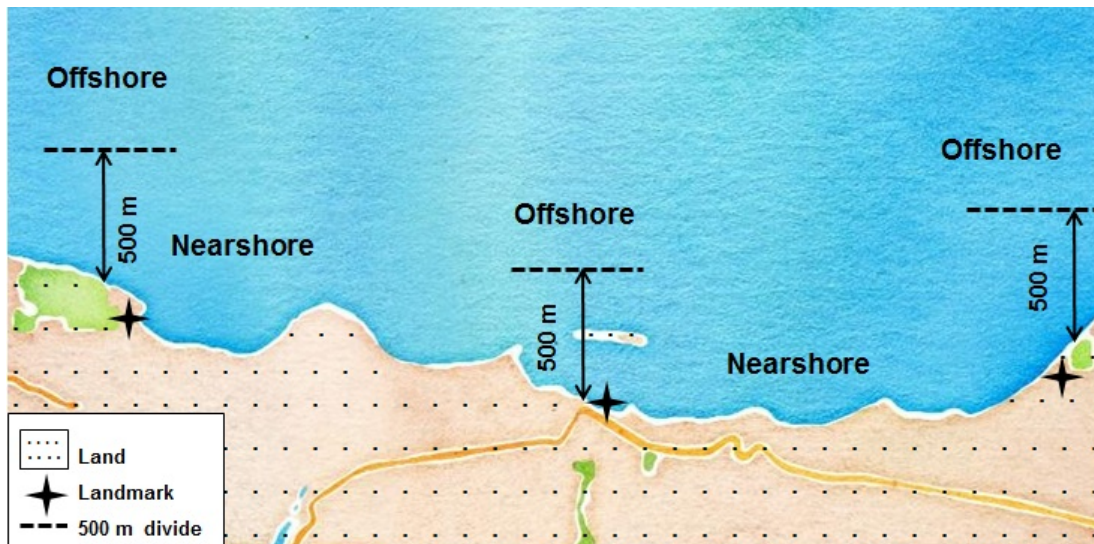 Offshore
Offshore
500 m
Offshore
500 m
Nearshore
500 m
Nearshore
Land
Landmark
500 m divide